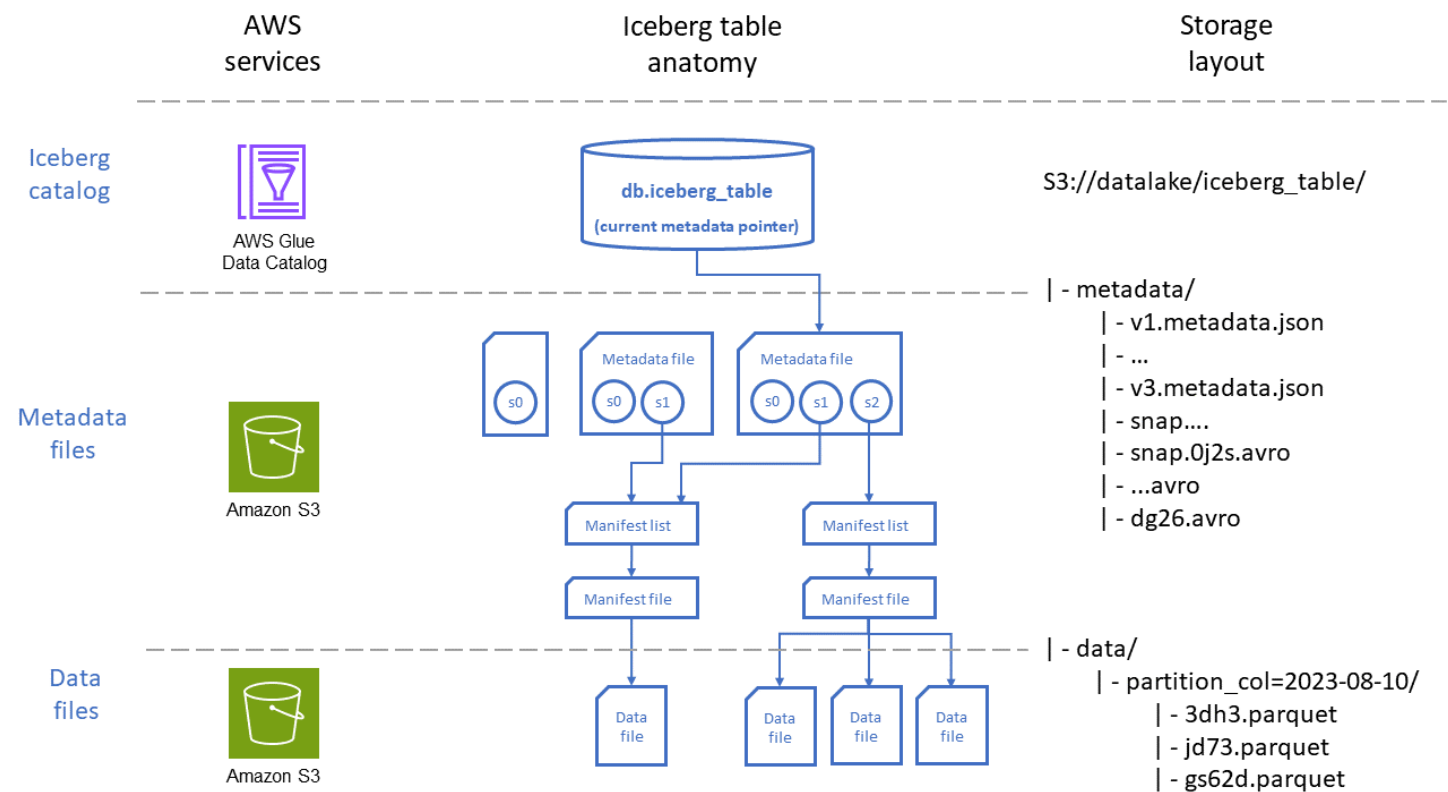 AWS
services
Iceberg table
anatomy
Storage
layout
Iceberg
catalog
AWS Glue
Data Catalog
db.iceberg_table
(current metadata pointer)
S3://datalake/iceberg_table/
Metadata
files
Amazon S3
s0
Metadata file
s0
s1
Metadata file
s0
s1
s2
Manifest list
Manifest list
Manifest file
Manifest file
| - metadata/
| - v1.metadata.json
| - ...
| - v3.metadata.json
| - snap....
| - snap.0j2s.avro
| - ...avro
| - dg26.avro
Data
files
Amazon S3
Data
file
Data
file
Data
file
Data
file
| - data/
| - partition_col=2023-08-10/
| - 3dh3.parquet
| - jd73.parquet
| - gs62d.parquet